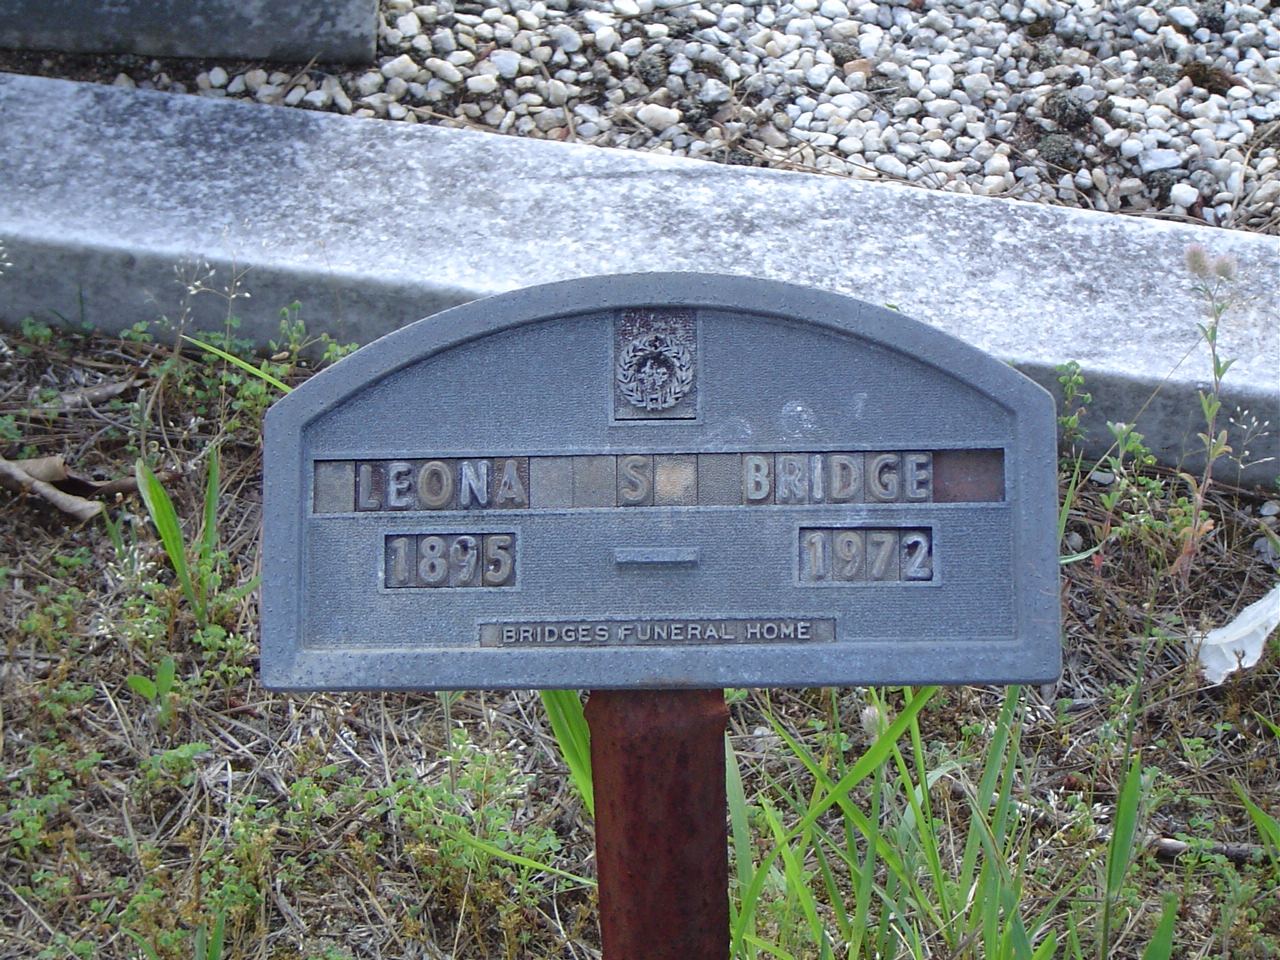 LEONA S BRIDGE
1895 — 1972
BRIDGES FUNERAL HOME